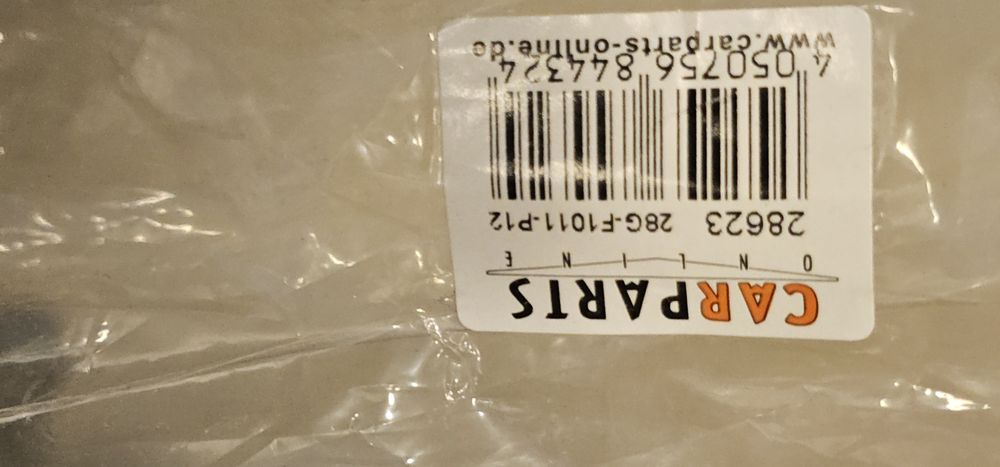 CARPARTS
ONLINE
28623 28G-F1011-P12
4 050756 844324
www.carparts-online.de